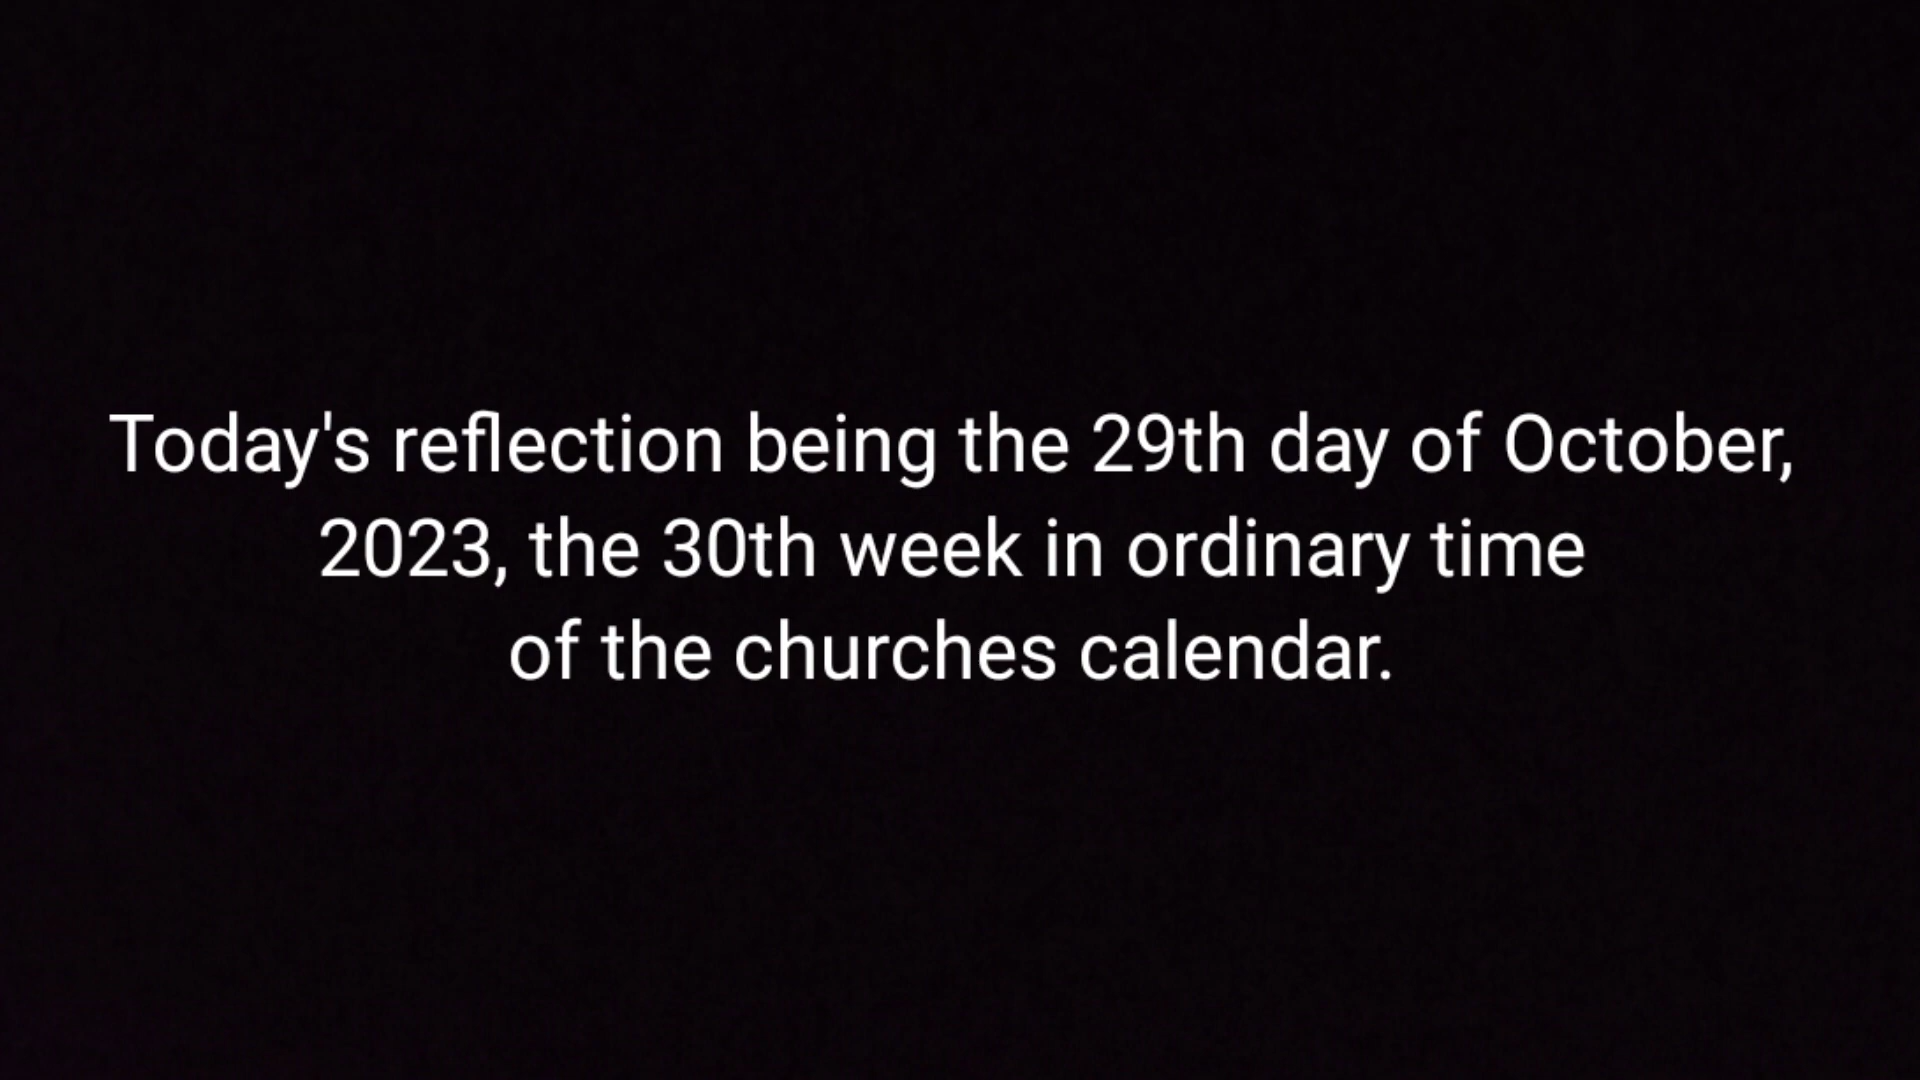 Today's reflection being the 29th day of October,
2023, the 30th week in ordinary time
of the churches calendar.